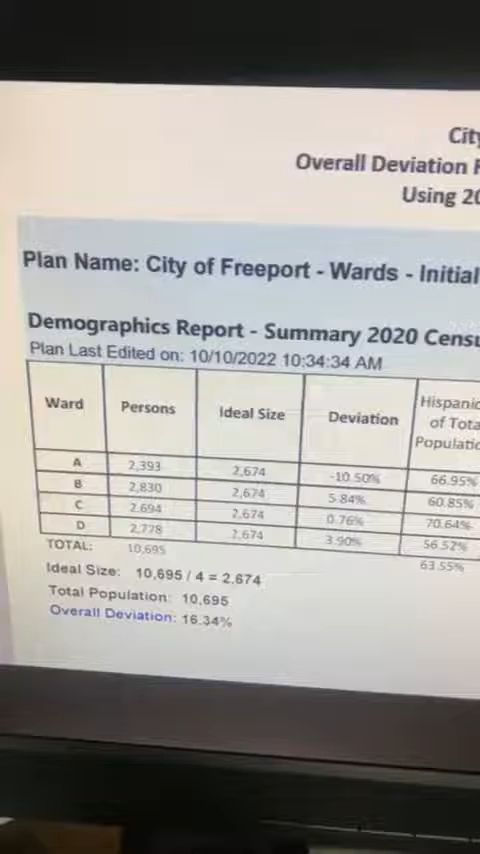 City
Overall Deviation
Using 20
Plan Name: City of Freeport - Wards - Initial
Demographics Report - Summary 2020 Census
Plan Last Edited on: 10/10/2022 10:34:34 AM
Ward Persons Ideal Size Deviation Hispanic
of Total
Population
A 2,393 2,674 -10.50% 66.95%
B 2,830 2,674 5.84% 60.85%
C 2,694 2,674 0.76% 70.64%
D 2,778 2,674 3.90% 56.52%
TOTAL: 10,695 63.55%
Ideal Size: 10,695 / 4 = 2,674
Total Population: 10,695
Overall Deviation: 16.34%